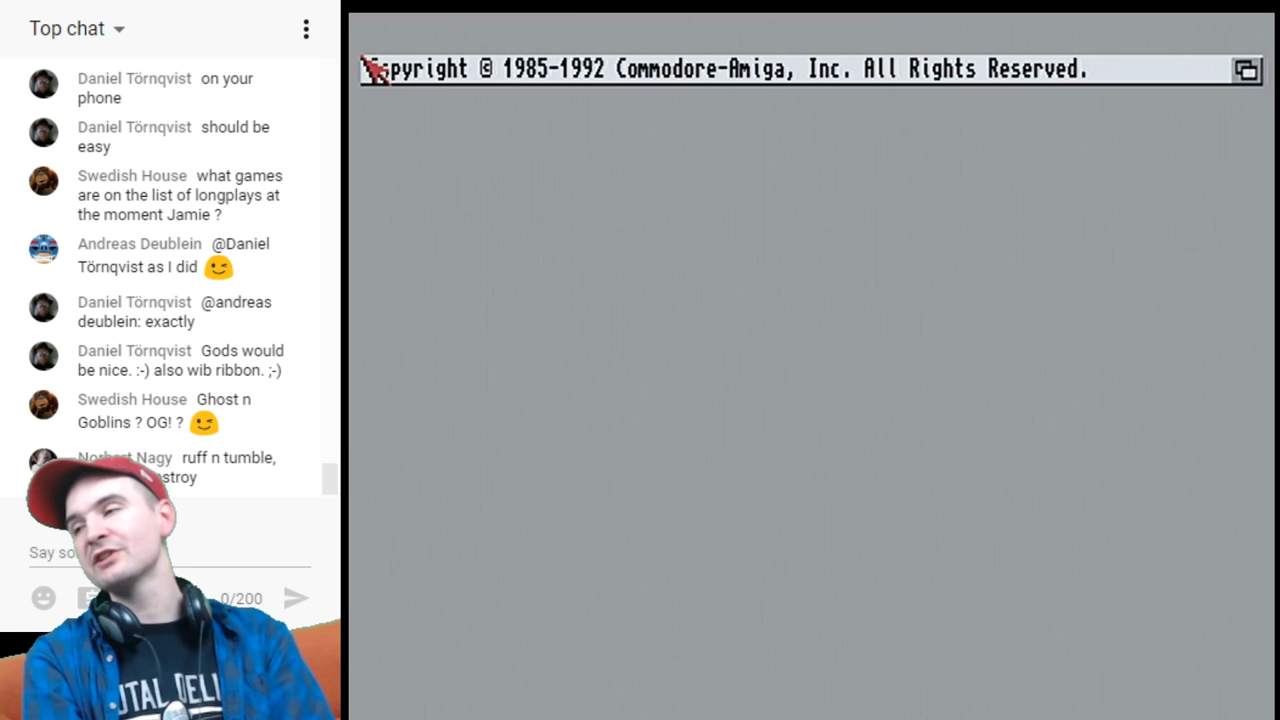 Top chat
Daniel Törnqvist on your
phone
Daniel Törnqvist should be
easy
Swedish House what games
are on the list of longplays at
the moment Jamie ?
Andreas Deublein @Daniel
Törnqvist as I did
Daniel Törnqvist @andreas
deublein: exactly
Daniel Törnqvist Gods would
be nice. :-) also wib ribbon. ;-)
Swedish House Ghost n
Goblins ? OG! ?
Norbert Nagy ruff n tumble,
Say
0/200
pyright © 1985-1992 Commodore-Amiga, Inc. All Rights Reserved.